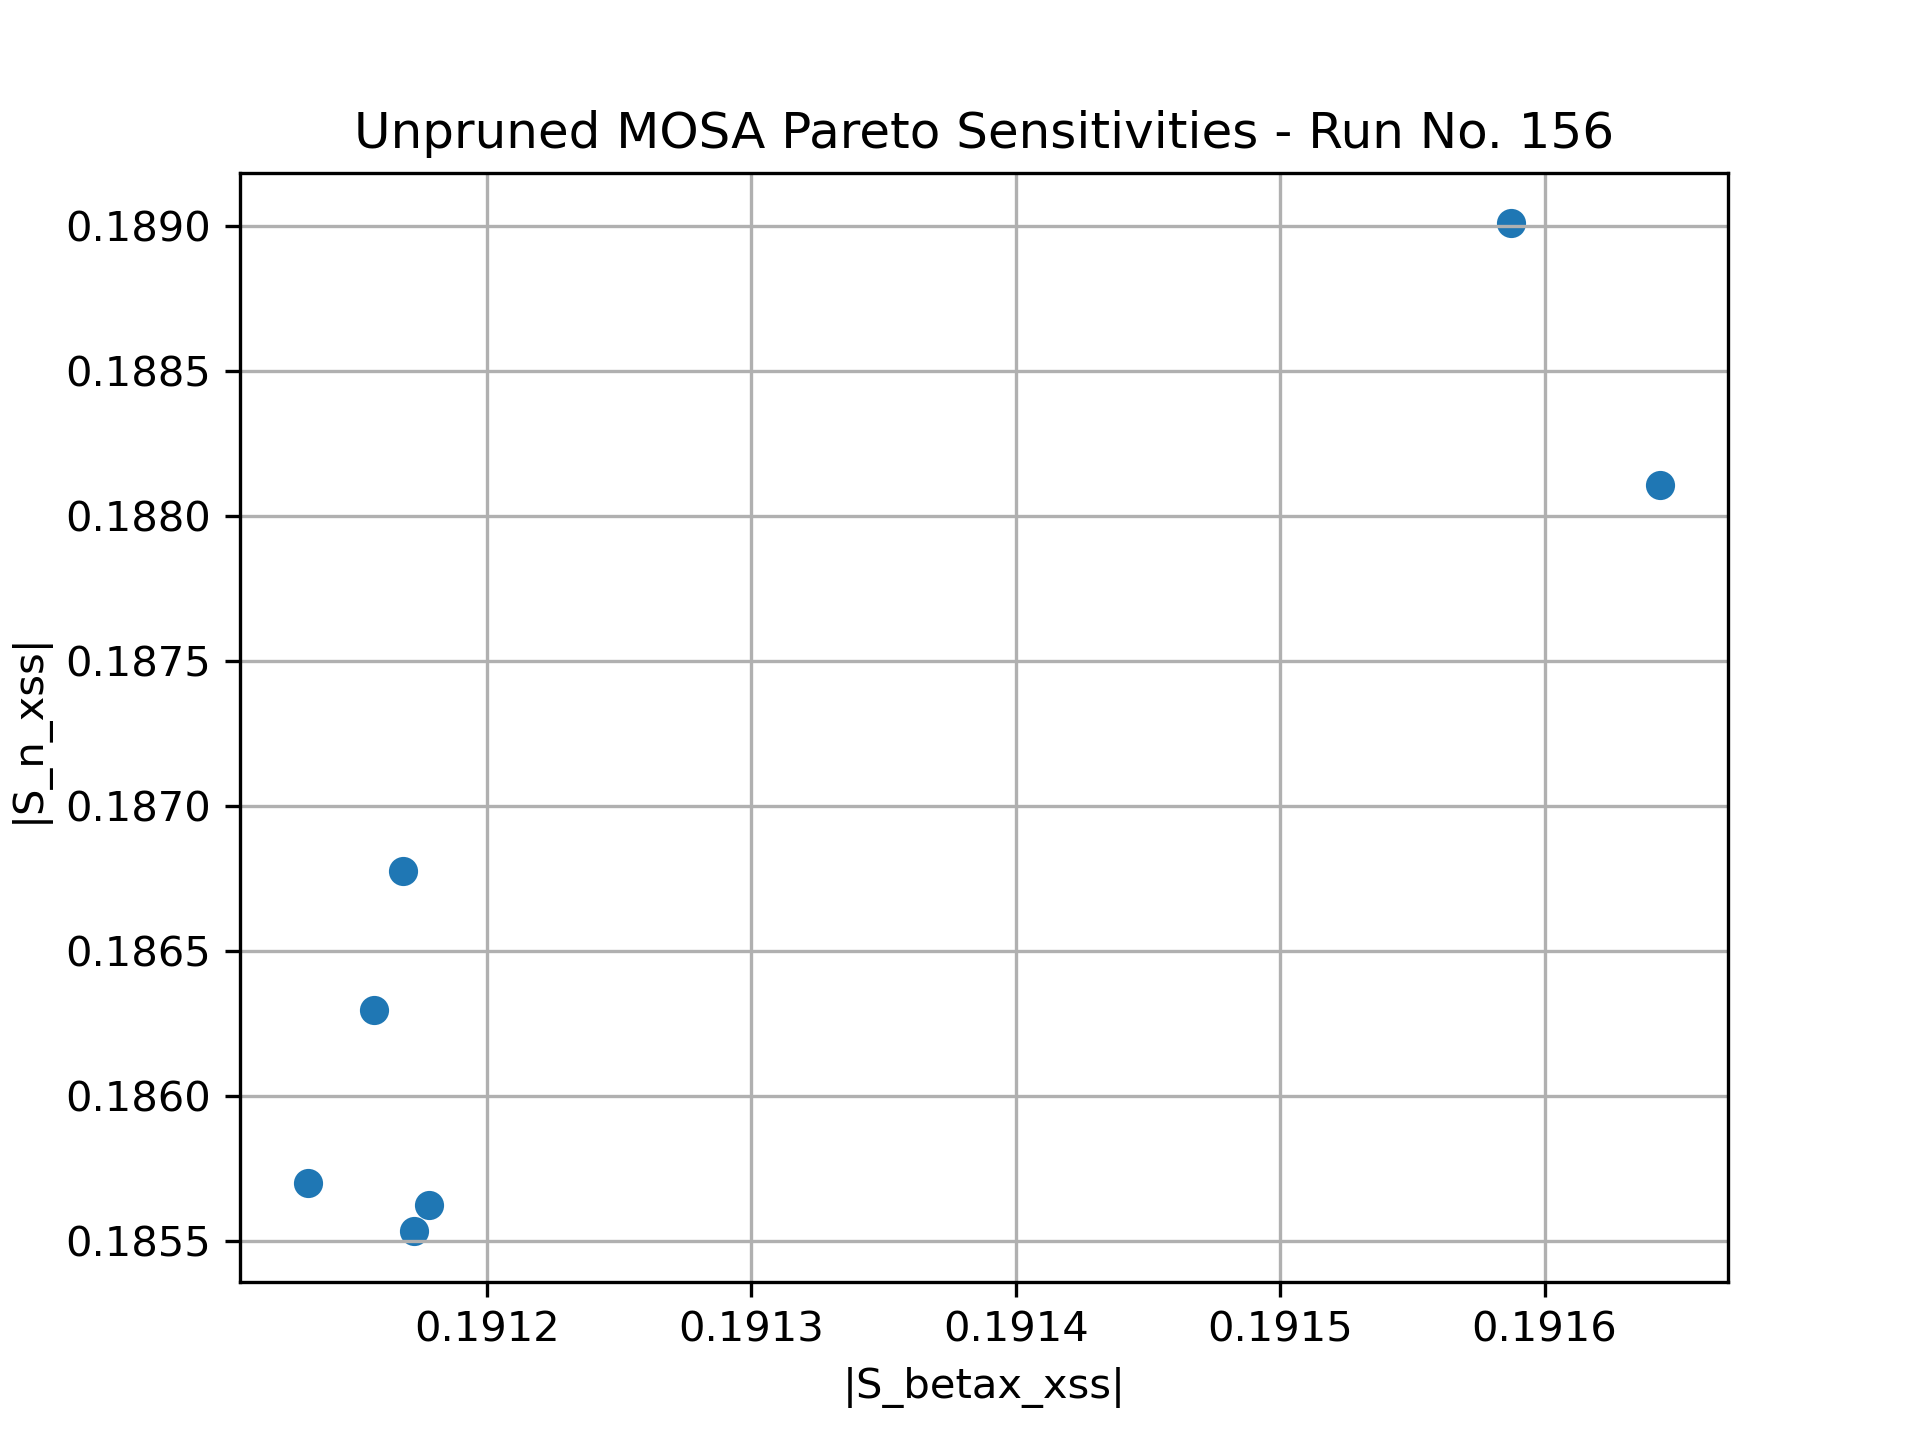 Unpruned MOSA Pareto Sensitivities - Run No. 156
0.1890
0.1885
0.1880
0.1875
0.1870
0.1865
0.1860
0.1855
|S_n_xss|
0.1912 0.1913 0.1914 0.1915 0.1916
|S_betax_xss|